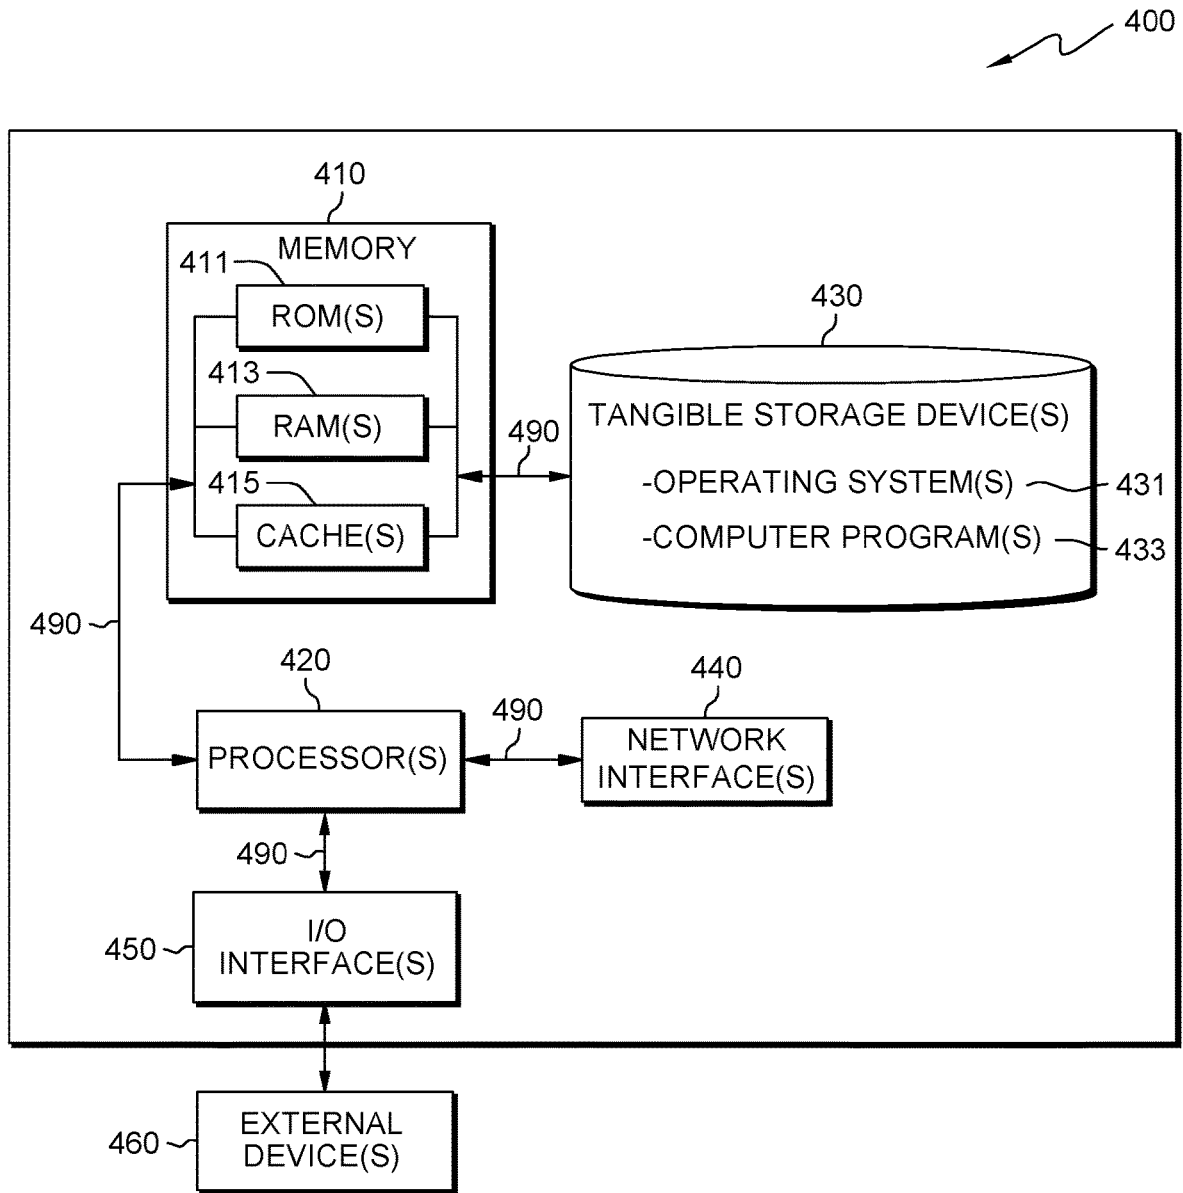 400
410
MEMORY
411
ROM(S)
430
413
RAM(S)
TANGIBLE STORAGE DEVICE(S)
490
415
-OPERATING SYSTEM(S)
431
CACHE(S)
-COMPUTER PROGRAM(S)
433
490
420
440
490
PROCESSOR(S)
NETWORK
INTERFACE(S)
490
450
I/O
INTERFACE(S)
460
EXTERNAL
DEVICE(S)